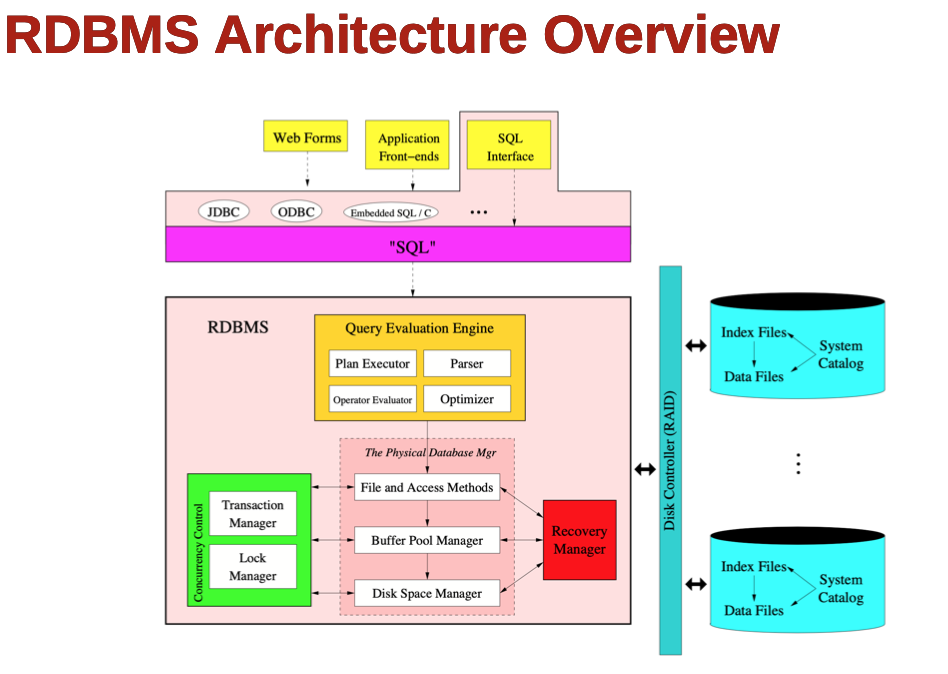 RDBMS Architecture Overview
Web Forms
Application
Front−ends
SQL
Interface
JDBC
ODBC
Embedded SQL / C
...
"SQL"
RDBMS
Query Evaluation Engine
Plan Executor
Parser
Operator Evaluator
Optimizer
The Physical Database Mgr
File and Access Methods
Buffer Pool Manager
Disk Space Manager
Concurrency Control
Transaction
Manager
Lock
Manager
Recovery
Manager
Disk Controller (RAID)
Index Files
System
Catalog
Data Files
Index Files
System
Catalog
Data Files